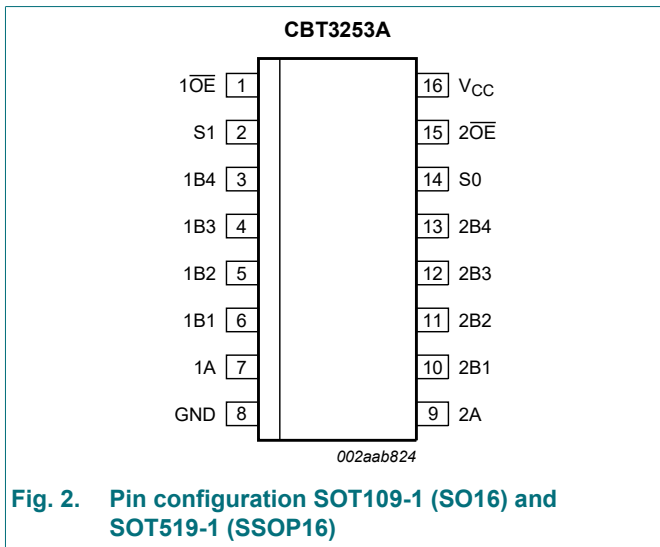 CBT3253A
1O̅E̅ 1 16 VCC
S1 2 15 2O̅E̅
1B4 3 14 S0
1B3 4 13 2B4
1B2 5 12 2B3
1B1 6 11 2B2
1A 7 10 2B1
GND 8 9 2A
002aab824
Fig. 2. Pin configuration SOT109-1 (SO16) and
SOT519-1 (SSOP16)